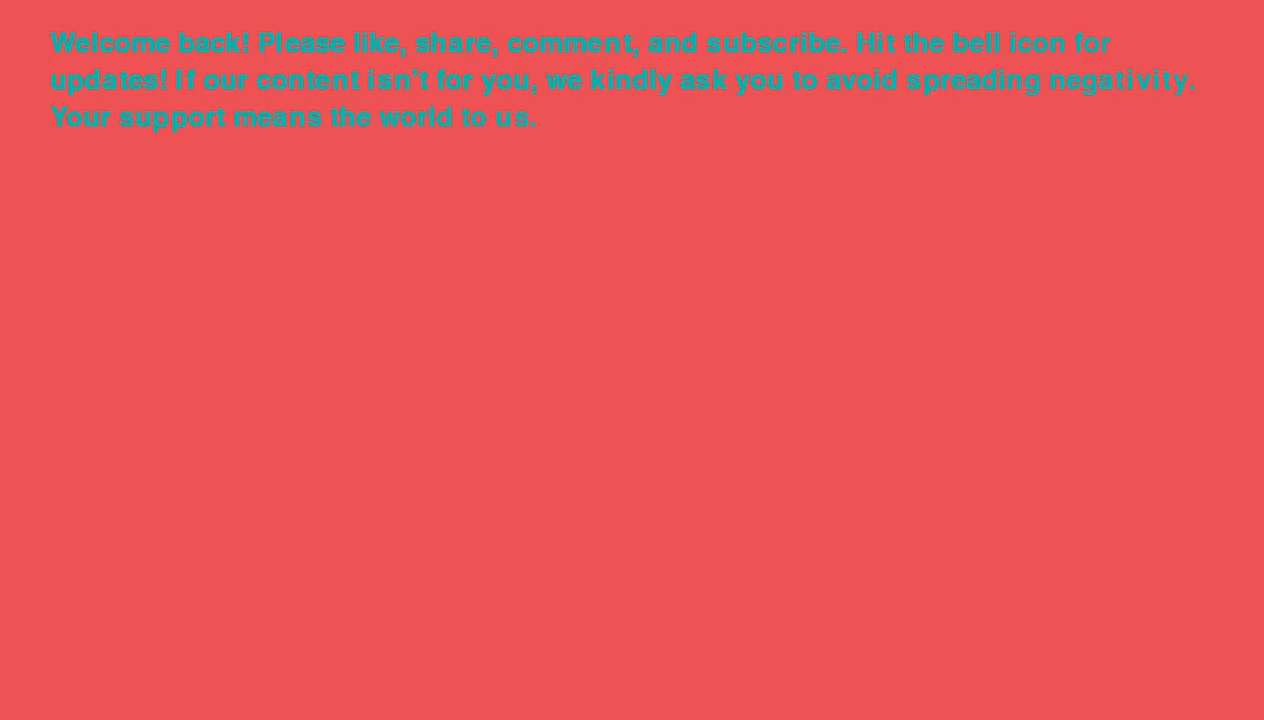 Welcome back! Please like, share, comment, and subscribe. Hit the bell icon for
updates! If our content isn't for you, we kindly ask you to avoid spreading negativity.
Your support means the world to us.